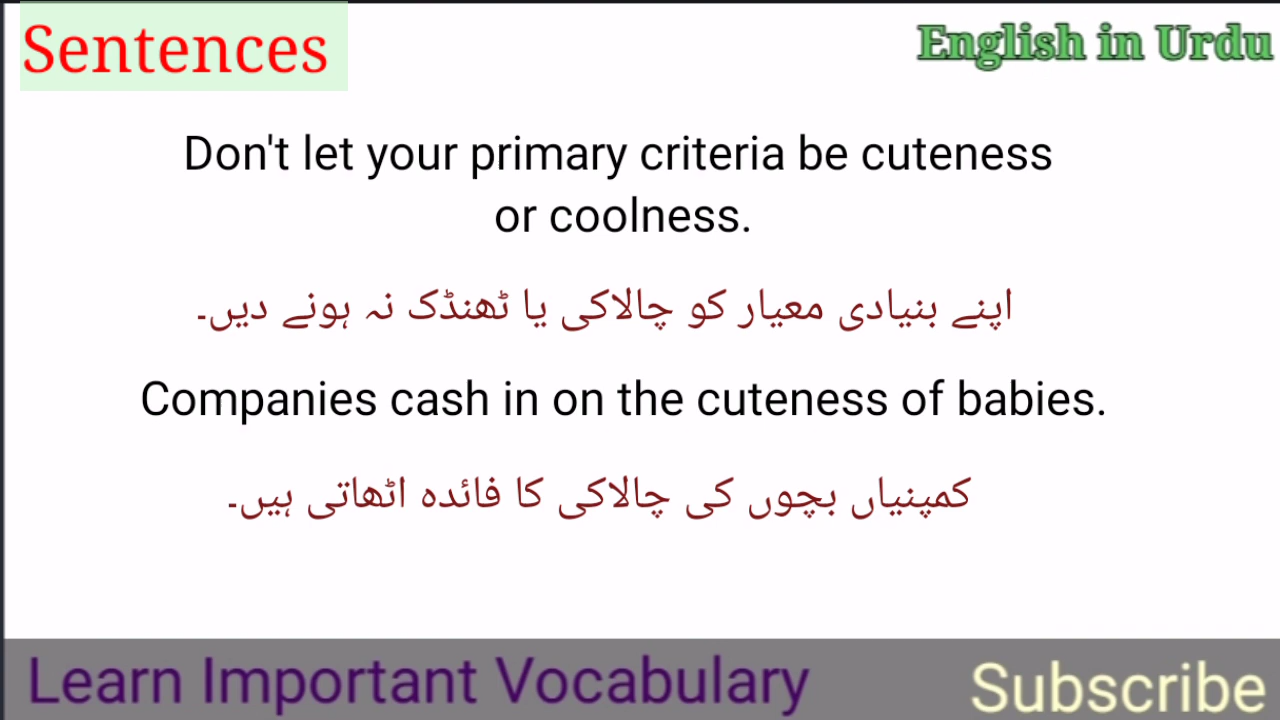 Sentences
English in Urdu
Don't let your primary criteria be cuteness
or coolness.
اپنے بنیادی معیار کو چالاکی یا ٹھنڈک نہ ہونے دیں۔
Companies cash in on the cuteness of babies.
کمپنیاں بچوں کی چالاکی کا فائدہ اٹھاتی ہیں۔
Learn Important Vocabulary
Subscribe